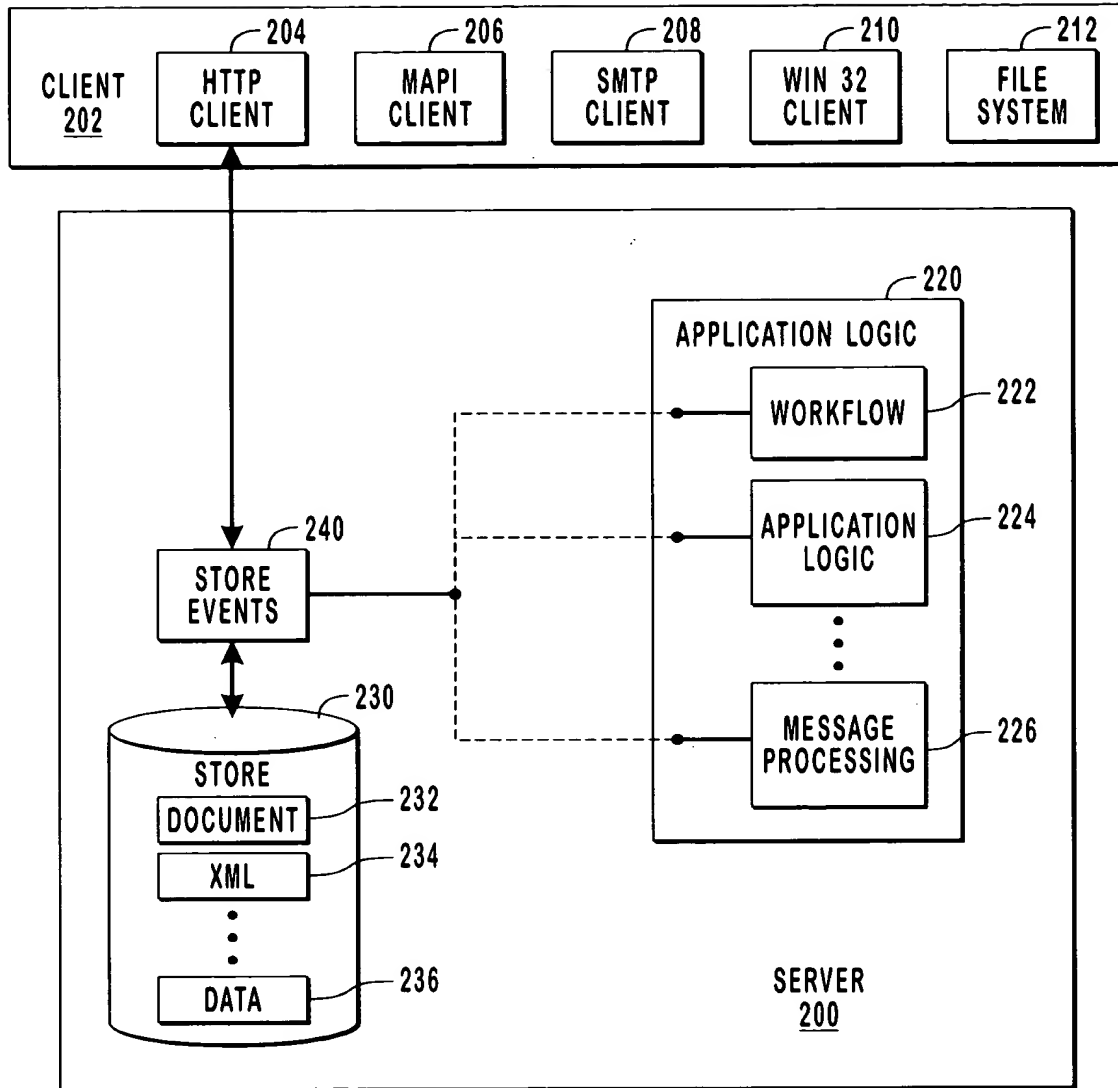 204
206
208
210
212
CLIENT
202
HTTP
CLIENT
MAPI
CLIENT
SMTP
CLIENT
WIN 32
CLIENT
FILE
SYSTEM
220
APPLICATION LOGIC
WORKFLOW
222
APPLICATION
LOGIC
224
MESSAGE
PROCESSING
226
240
STORE
EVENTS
230
STORE
DOCUMENT
232
XML
234
DATA
236
SERVER
200